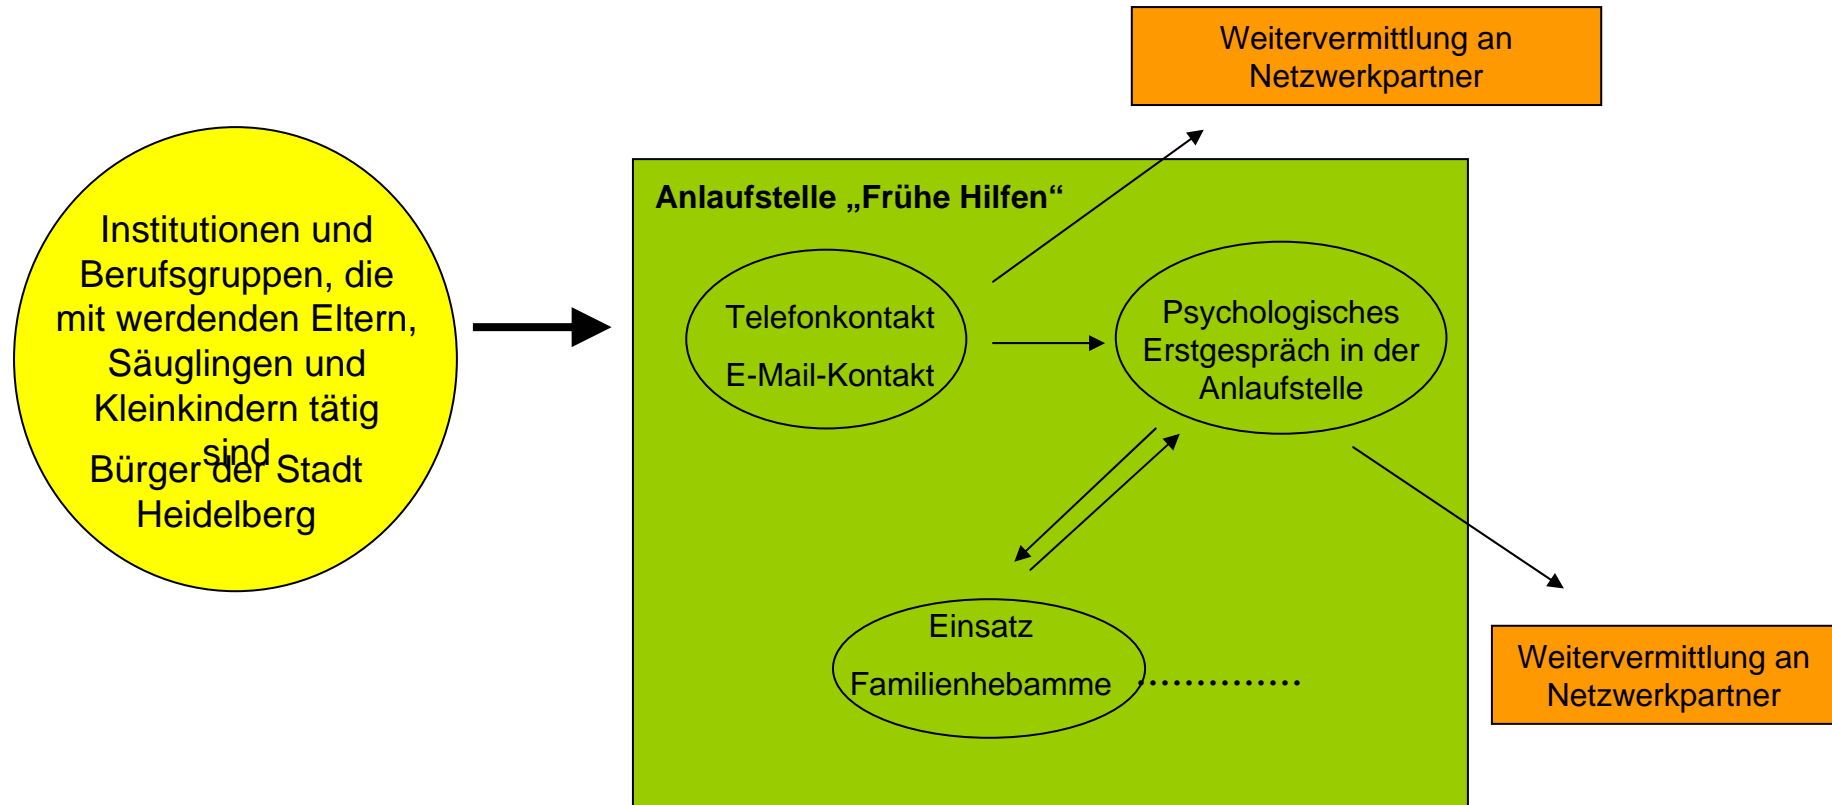 Weitervermittlung an
Netzwerkpartner
Institutionen und
Berufsgruppen, die
mit werdenden Eltern,
Säuglingen und
Kleinkindern tätig
sind
Bürger der Stadt
Heidelberg
Anlaufstelle „Frühe Hilfen“
Telefonkontakt
E-Mail-Kontakt
Psychologisches
Erstgespräch in der
Anlaufstelle
Einsatz
Familienhebamme
Weitervermittlung an
Netzwerkpartner